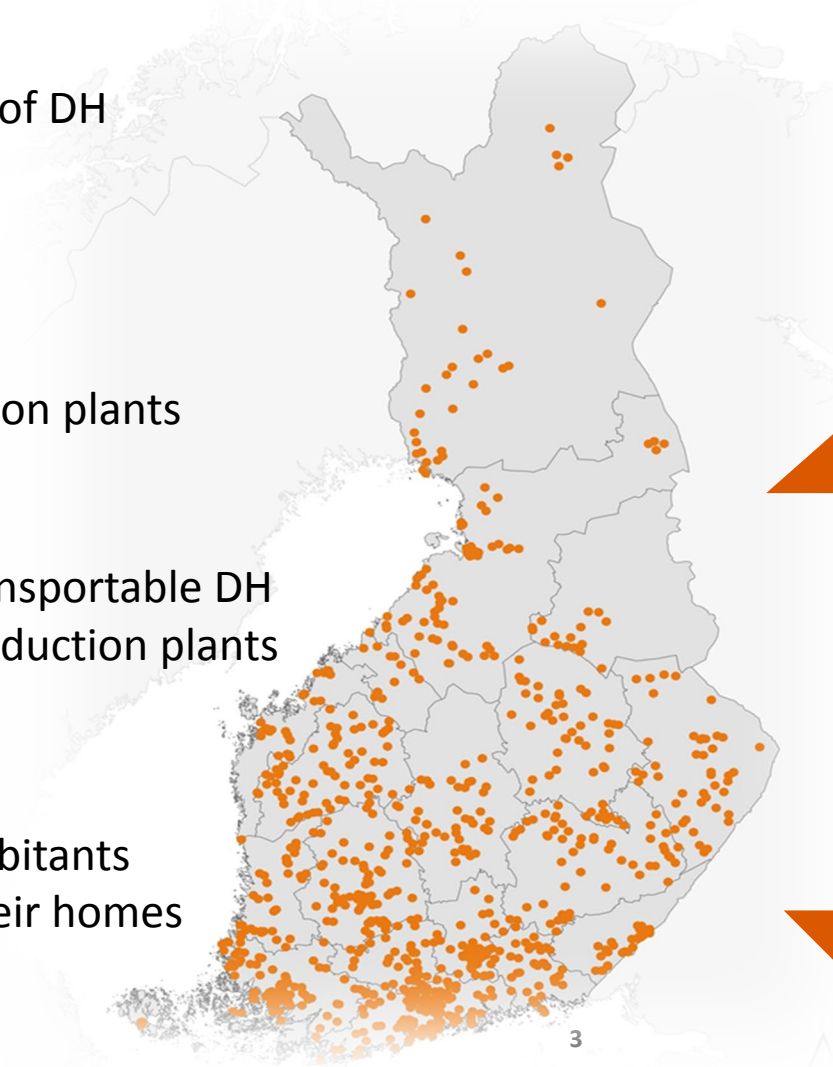 of DH
on plants
nsportable DH
duction plants
bitants
eir homes
3